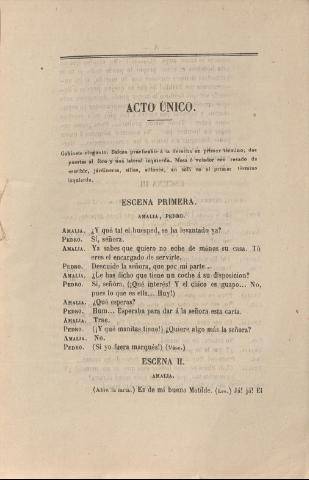 ACTO ÚNICO.
Gabinete elegante. Balcon practicable á la derecha en primer término, dos
puertas al foro y una lateral izquierda. Mesa ó velador con recado de
escribir, jardineras, sillas, etcétera, un sofá en el primer término
izquierda.
ESCENA PRIMERA.
AMALIA, PEDRO.
AMALIA. ¿Y qué tal el huesped, se ha levantado ya?
PEDRO. Sí, señora.
AMALIA. Ya sabes que quiero no eche de ménos su casa. Tú
eres el encargado de servirle.
PEDRO. Descuide la señora, que por mi parte...
AMALIA. ¿Le has dicho que tiene un coche á su disposicion?
PEDRO. Sí, señora, (¡Qué interés! Y el chico es guapo... No,
pues lo que es ella... Huy!)
AMALIA. ¿Qué esperas?
PEDRO. Hum... Esperaba para dar á la señora esta carta.
AMALIA. Trae.
PEDRO. (¡Y qué manitas tiene!) ¿Quiere algo más la señora?
AMALIA. No.
PEDRO. (Si yo fuera marqués!) (Váse.)
ESCENA II.
AMALIA.
(Abre la carta.) Es de mi buena Matilde. (Lee.) Já! já! El